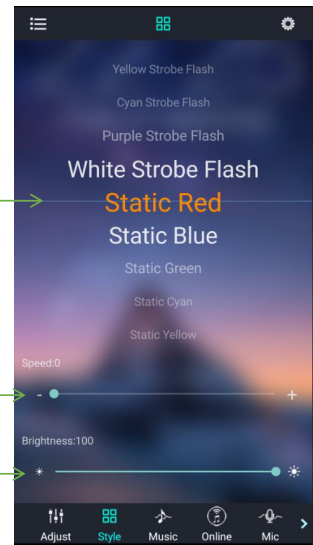 Yellow Strobe Flash
Cyan Strobe Flash
Purple Strobe Flash
White Strobe Flash
Static Red
Static Blue
Static Green
Static Cyan
Static Yellow
Speed:0
- +
Brightness:100
Adjust Style Music Online Mic